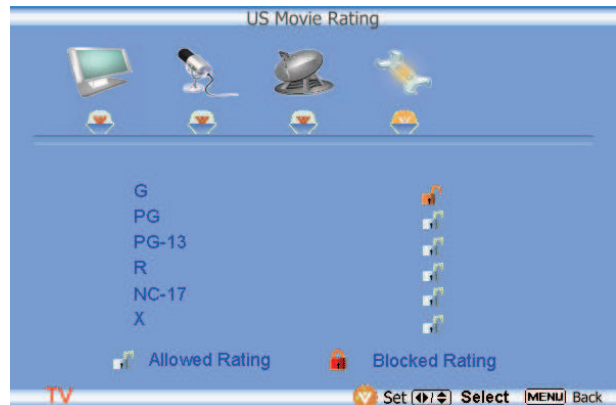 US Movie Rating
G
PG
PG-13
R
NC-17
X
Allowed Rating Blocked Rating
TV Set Select MENU Back